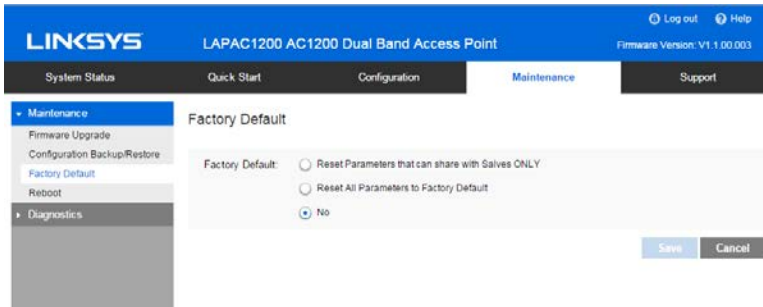 Log out Help
LINKSYS LAPAC1200 AC1200 Dual Band Access Point Firmware Version: V1.1.00.003
System Status Quick Start Configuration Maintenance Support
Maintenance
Firmware Upgrade
Configuration Backup/Restore
Factory Default
Reboot
Diagnostics
Factory Default
Factory Default: Reset Parameters that can share with Salves ONLY
Reset All Parameters to Factory Default
No
Save Cancel